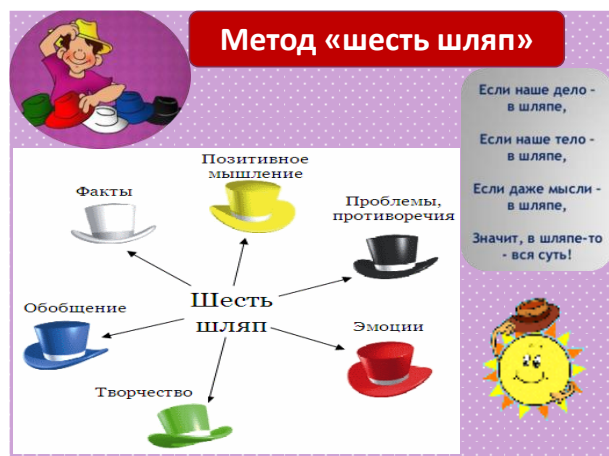 Метод «шесть шляп»
Если наше дело -
в шляпе,
Если наше тело -
в шляпе,
Если даже мысли -
в шляпе,
Значит, в шляпе-то
- вся суть!
Позитивное
мышление
Факты
Проблемы,
противоречия
Шесть
шляп
Обобщение
Эмоции
Творчество